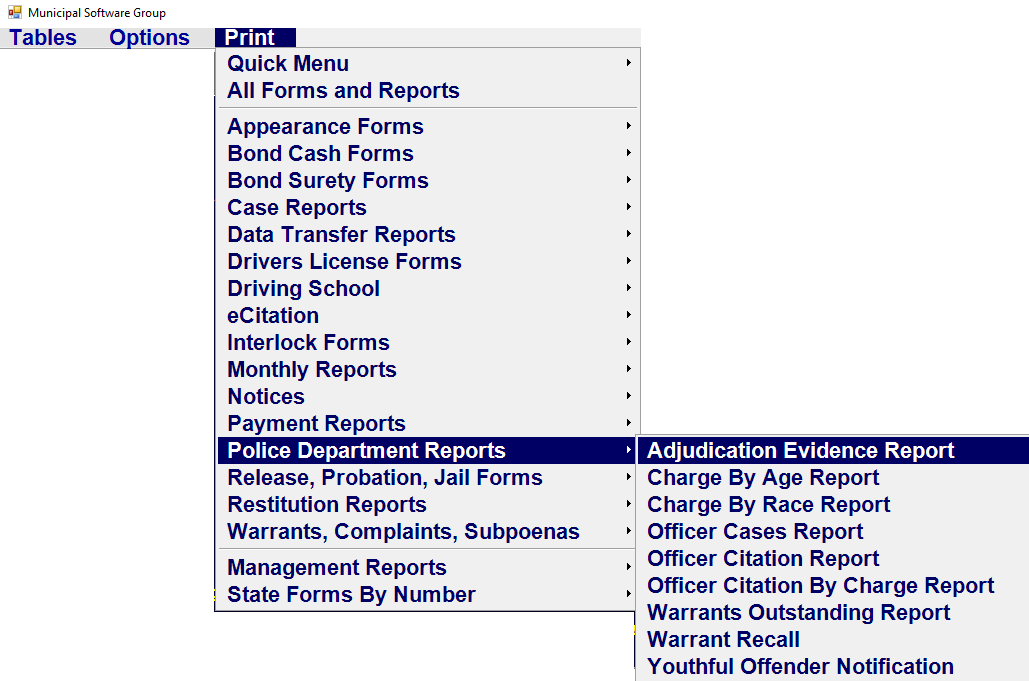 Municipal Software Group
Tables Options Print
Quick Menu
All Forms and Reports
Appearance Forms
Bond Cash Forms
Bond Surety Forms
Case Reports
Data Transfer Reports
Drivers License Forms
Driving School
eCitation
Interlock Forms
Monthly Reports
Notices
Payment Reports
Police Department Reports
Release, Probation, Jail Forms
Restitution Reports
Warrants, Complaints, Subpoenas
Management Reports
State Forms By Number
Adjudication Evidence Report
Charge By Age Report
Charge By Race Report
Officer Cases Report
Officer Citation Report
Officer Citation By Charge Report
Warrants Outstanding Report
Warrant Recall
Youthful Offender Notification